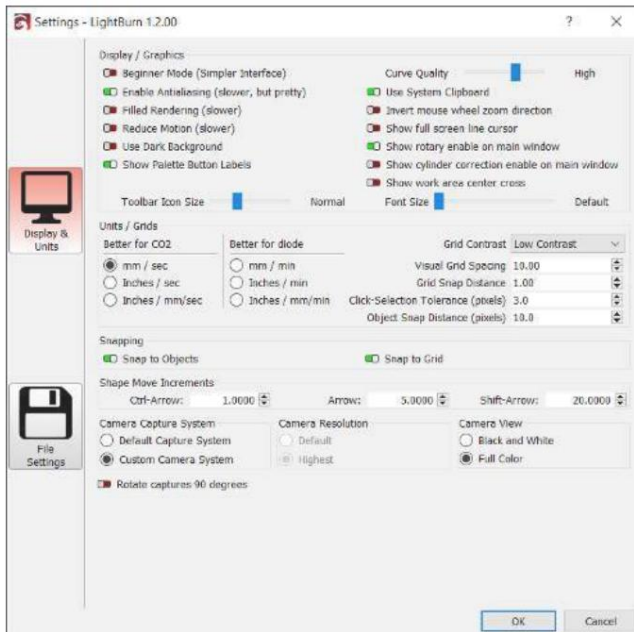 Settings - LightBurn 1.2.00
Display / Graphics
Beginner Mode (Simpler Interface)
Curve Quality High
Enable Antialiasing (slower, but pretty)
Use System Clipboard
Filled Rendering (slower)
Invert mouse wheel zoom direction
Reduce Motion (slower)
Show full screen line cursor
Use Dark Background
Show rotary enable on main window
Show Palette Button Labels
Show cylinder correction enable on main window
Show work area center cross
Toolbar Icon Size Normal
Font Size Default
Display & Units
Units / Grids
Better for CO2
Better for diode
Grid Contrast Low Contrast
mm / sec
mm / min
Visual Grid Spacing 10.00
Inches / sec
Inches / min
Grid Snap Distance 1.00
Inches / mm/sec
Inches / mm/min
Click-Selection Tolerance (pixels) 3.0
Object Snap Distance (pixels) 10.0
Snapping
Snap to Objects
Snap to Grid
Shape Move Increments
Ctrl-Arrow: 1.0000
Arrow: 5.0000
Shift-Arrow: 20.0000
File Settings
Camera Capture System
Camera Resolution
Camera View
Default Capture System
Default
Black and White
Custom Camera System
Highest
Full Color
Rotate captures 90 degrees
OK
Cancel